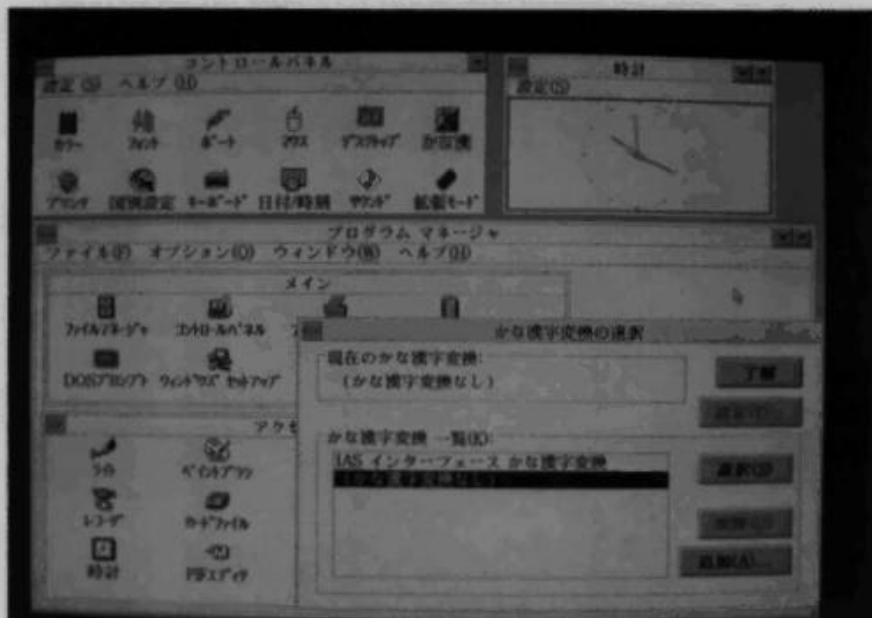 コントロールパネル
設定(S) ヘルプ(H)
カラー フォント ポート マウス デスクトップ かな漢
プリンタ 国別設定 キーボード 日付/時刻 サウンド 拡張モード
時計
設定(S)
プログラム マネージャ
ファイル(F) オプション(O) ウィンドウ(W) ヘルプ(H)
メイン
ファイルマネージャ コントロールパネル
DOSプロンプト ウィンドウズ セットアップ
アクセ
ライト ペイントブラシ
レコーダ カードファイル
時計 PIFエディタ
かな漢字変換の選択
現在のかな漢字変換:
(かな漢字変換なし)
了解
かな漢字変換 一覧(K):
IAS インターフェース かな漢字変換
(かな漢字変換なし)
選択(S)
追加(A)...